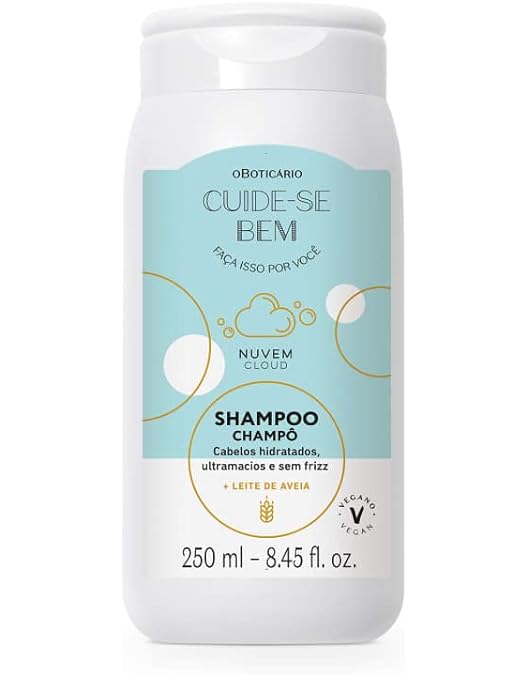 oBOTICÁRIO
CUIDE-SE
BEM
FAÇA ISSO POR VOCÊ
NUVEM
CLOUD
SHAMPOO
CHAMPÔ
Cabelos hidratados,
ultramacios e sem frizz
+ LEITE DE AVEIA
• VEGANO •
V
VEGAN
250 ml – 8.45 fl. oz.